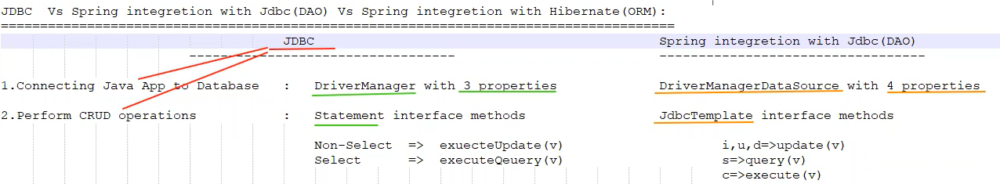 JDBC  Vs Spring integretion with Jdbc(DAO) Vs Spring integretion with Hibernate(ORM):
======================================================================================
JDBC Spring integretion with Jdbc(DAO)
---------------------------------- ----------------------------------
1.Connecting Java App to Database : DriverManager with 3 properties DriverManagerDataSource with 4 properties
2.Perform CRUD operations : Statement interface methods JdbcTemplate interface methods
Non-Select => exuecteUpdate(v) i,u,d=>update(v)
Select => executeQeuery(v) s=>query(v)
c=>execute(v)